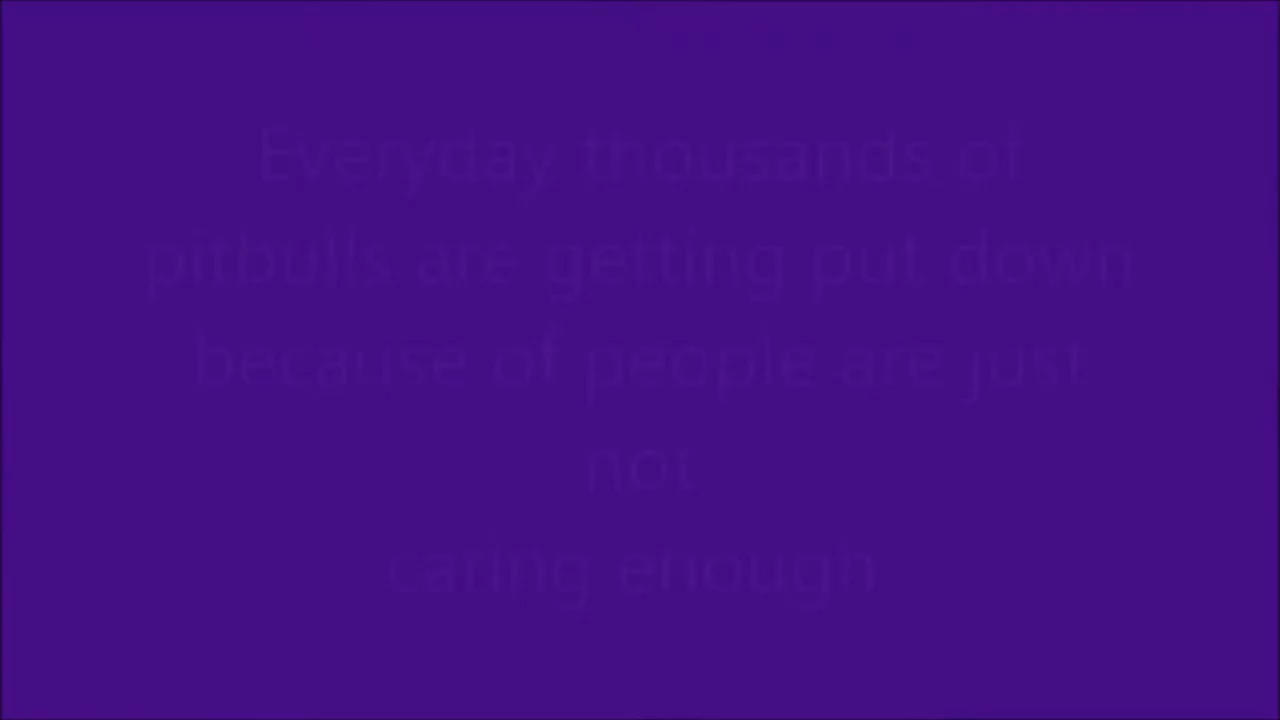 Everyday thousands of
pitbulls are getting put down
because of people are just
not
caring enough